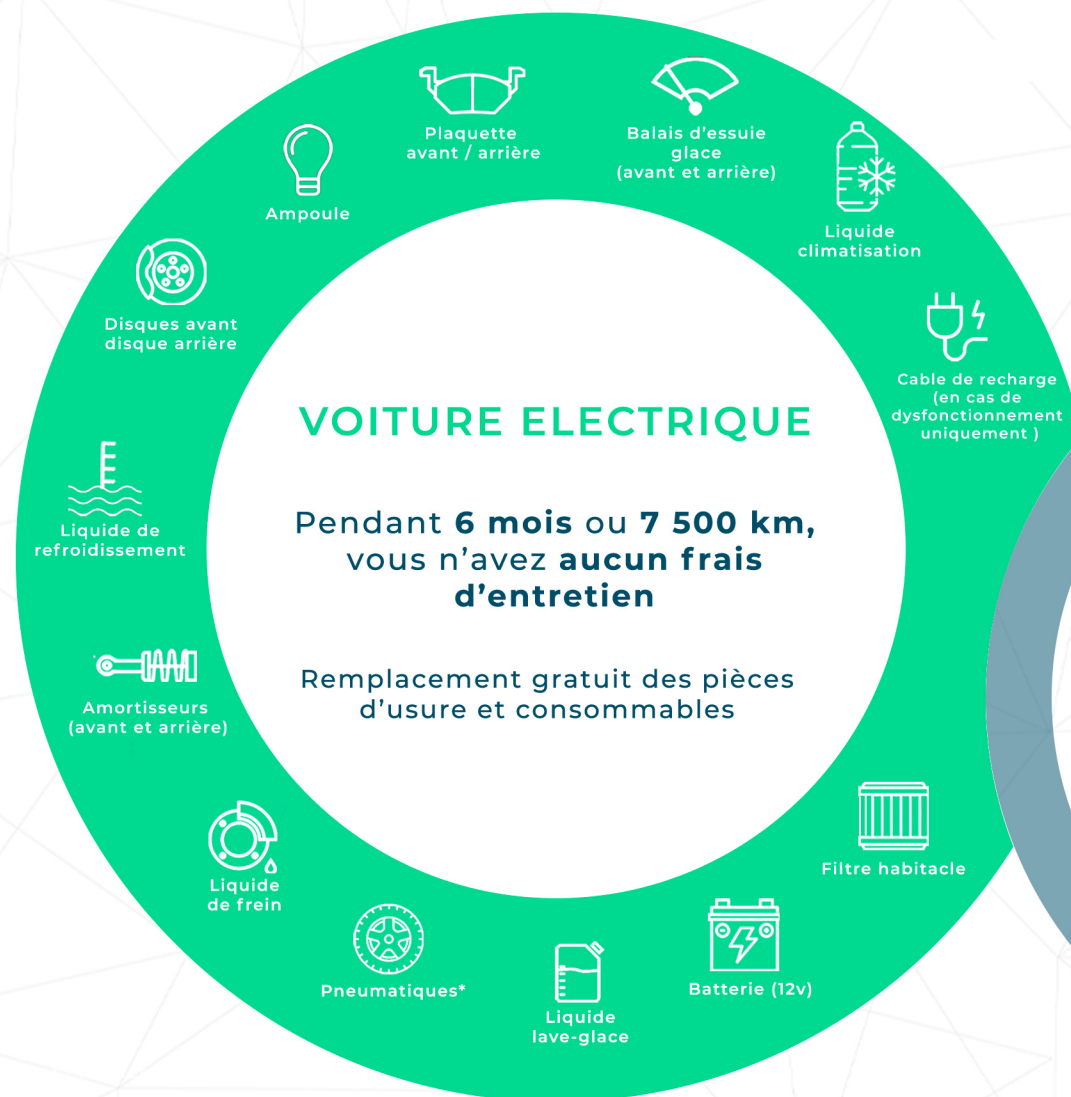 Plaquette
avant / arrière
Balais d'essuie
glace
(avant et arrière)
Ampoule
Liquide
climatisation
Disques avant
disque arrière
Cable de recharge
(en cas de
dysfonctionnement
uniquement )
VOITURE ELECTRIQUE
Pendant 6 mois ou 7 500 km,
vous n'avez aucun frais
d'entretien
Remplacement gratuit des pièces
d'usure et consommables
Liquide de
refroidissement
Amortisseurs
(avant et arrière)
Liquide
de frein
Pneumatiques*
Liquide
lave-glace
Batterie (12v)
Filtre habitacle